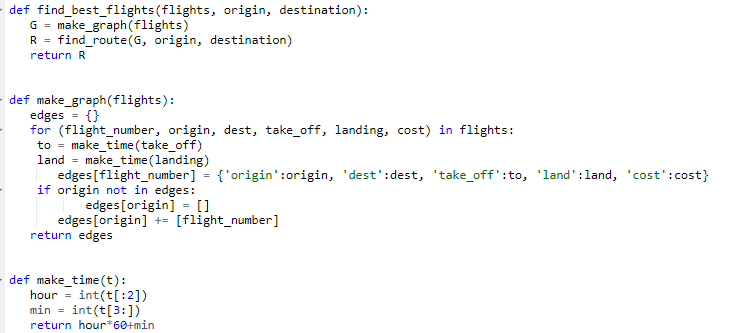 def find_best_flights(flights, origin, destination):
    G = make_graph(flights)
    R = find_route(G, origin, destination)
    return R

def make_graph(flights):
    edges = {}
    for (flight_number, origin, dest, take_off, landing, cost) in flights:
     to = make_time(take_off)
     land = make_time(landing)
        edges[flight_number] = {'origin':origin, 'dest':dest, 'take_off':to, 'land':land, 'cost':cost}
     if origin not in edges:
            edges[origin] = []
        edges[origin] += [flight_number]
    return edges

def make_time(t):
    hour = int(t[:2])
    min = int(t[3:])
    return hour*60+min